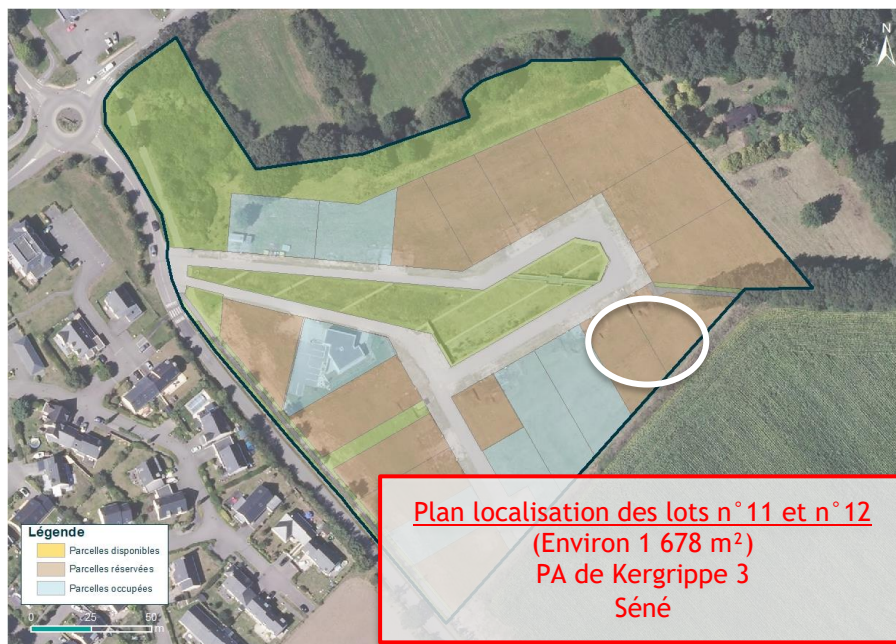 N
Plan localisation des lots n°11 et n°12
(Environ 1 678 m²)
PA de Kergrippe 3
Séné
Légende
Parcelles disponibles
Parcelles réservées
Parcelles occupées
0 25 50
m